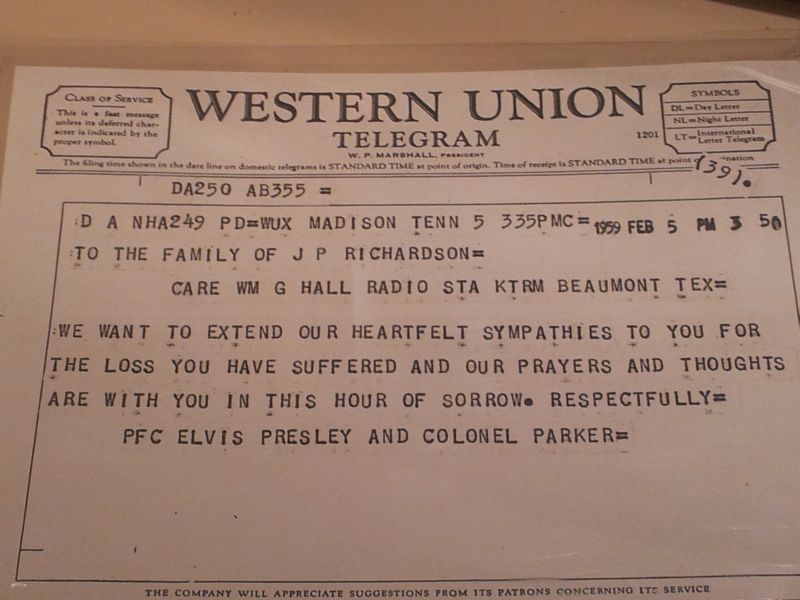 CLASS OF SERVICE
This is a fast message
unless its deferred char-
acter is indicated by the
proper symbol.
WESTERN UNION
TELEGRAM
W. P. MARSHALL, PRESIDENT
1201
SYMBOLS
DL=Day Letter
NL=Night Letter
LT=International Letter Telegram
The filing time shown in the date line on domestic telegrams is STANDARD TIME at point of origin. Time of receipt is STANDARD TIME at point of
(39).
DA250 AB355 =
:D A NHA249 PD=WUX MADISON TENN 5 335PMC= 1959 FEB 5 PM 3 50
:TO THE FAMILY OF J P RICHARDSON=
CARE WM G HALL RADIO STA KTRM BEAUMONT TEX=
:WE WANT TO EXTEND OUR HEARTFELT SYMPATHIES TO YOU FOR
THE LOSS YOU HAVE SUFFERED AND OUR PRAYERS AND THOUGHTS
ARE WITH YOU IN THIS HOUR OF SORROW. RESPECTFULLY=
PFC ELVIS PRESLEY AND COLONEL PARKER=
THE COMPANY WILL APPRECIATE SUGGESTIONS FROM ITS PATRONS CONCERNING ITS SERVICE